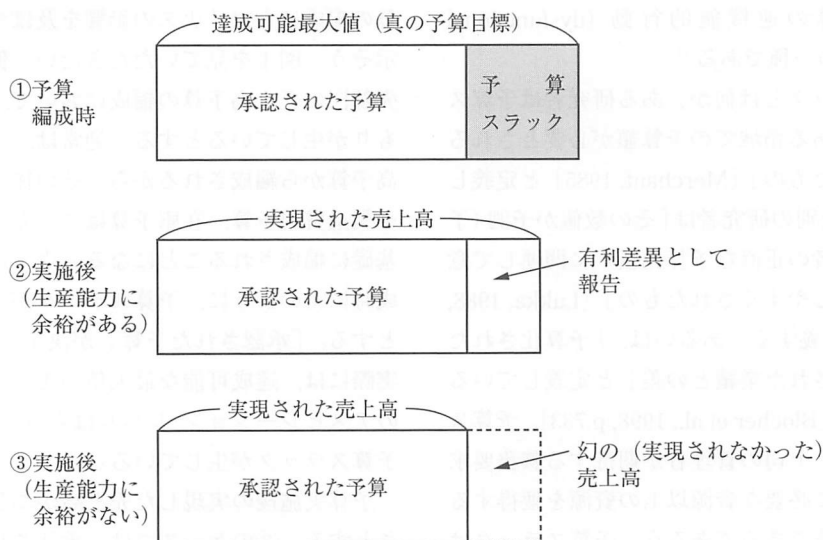 達成可能最大値（真の予算目標）
①予算
編成時
承認された予算
予 算
スラック
実現された売上高
②実施後
（生産能力に
余裕がある）
承認された予算
有利差異として
報告
実現された売上高
③実施後
（生産能力に
余裕がない）
承認された予算
幻の（実現されなかった）
売上高